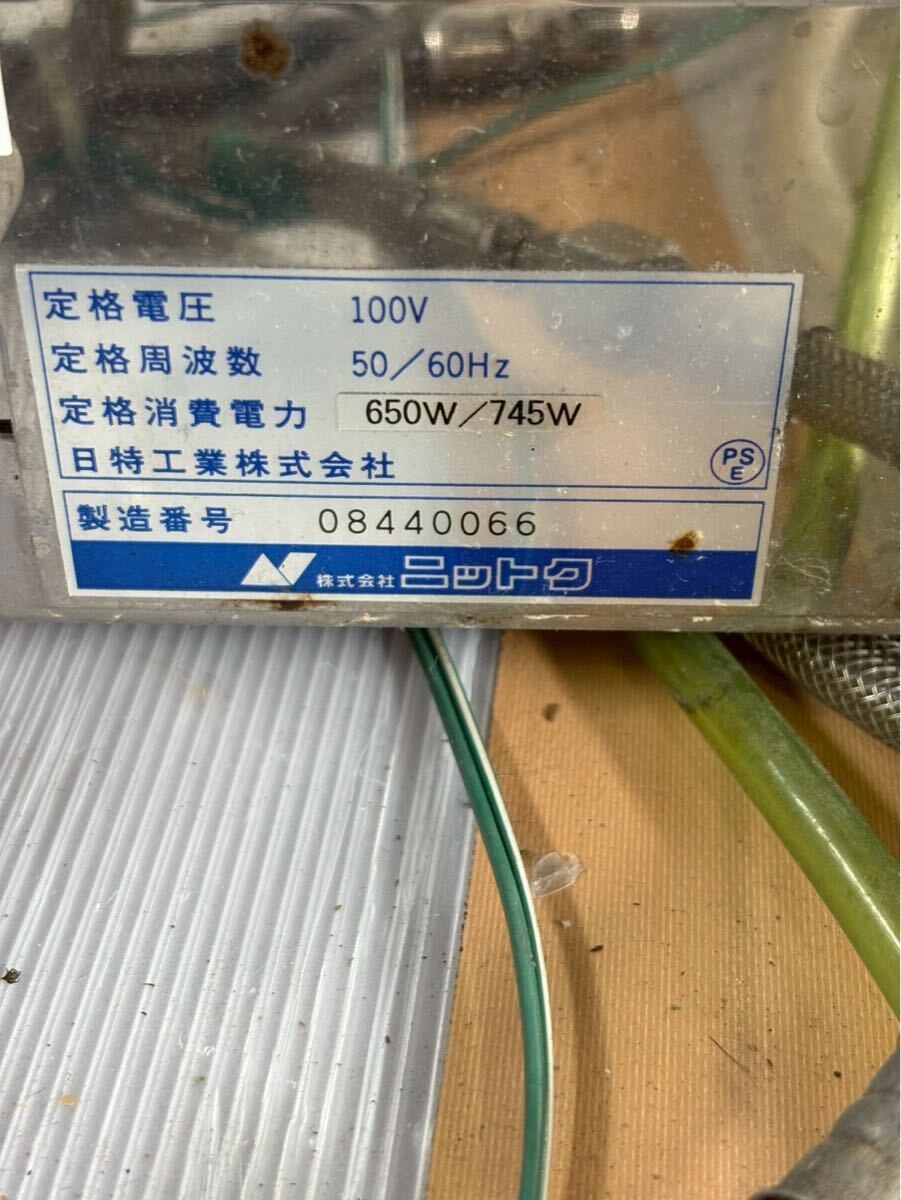 定格電圧 100V
定格周波数 50／60Hz
定格消費電力 650W／745W
日特工業株式会社
PS
E
製造番号 08440066
株式会社ニットク